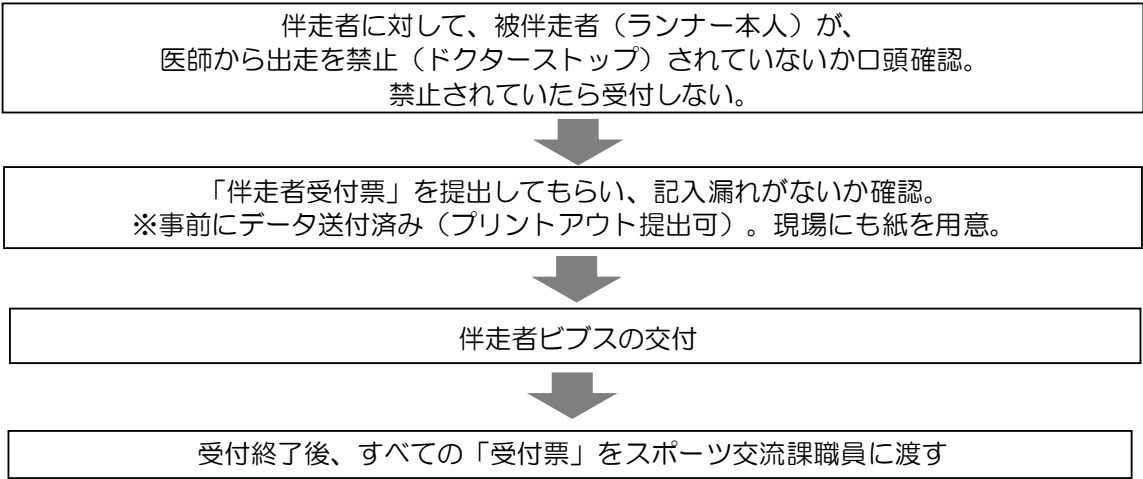 伴走者に対して、被伴走者（ランナー本人）が、
医師から出走を禁止（ドクターストップ）されていないか口頭確認。
禁止されていたら受付しない。
「伴走者受付票」を提出してもらい、記入漏れがないか確認。
※事前にデータ送付済み（プリントアウト提出可）。現場にも紙を用意。
伴走者ビブスの交付
受付終了後、すべての「受付票」をスポーツ交流課職員に渡す